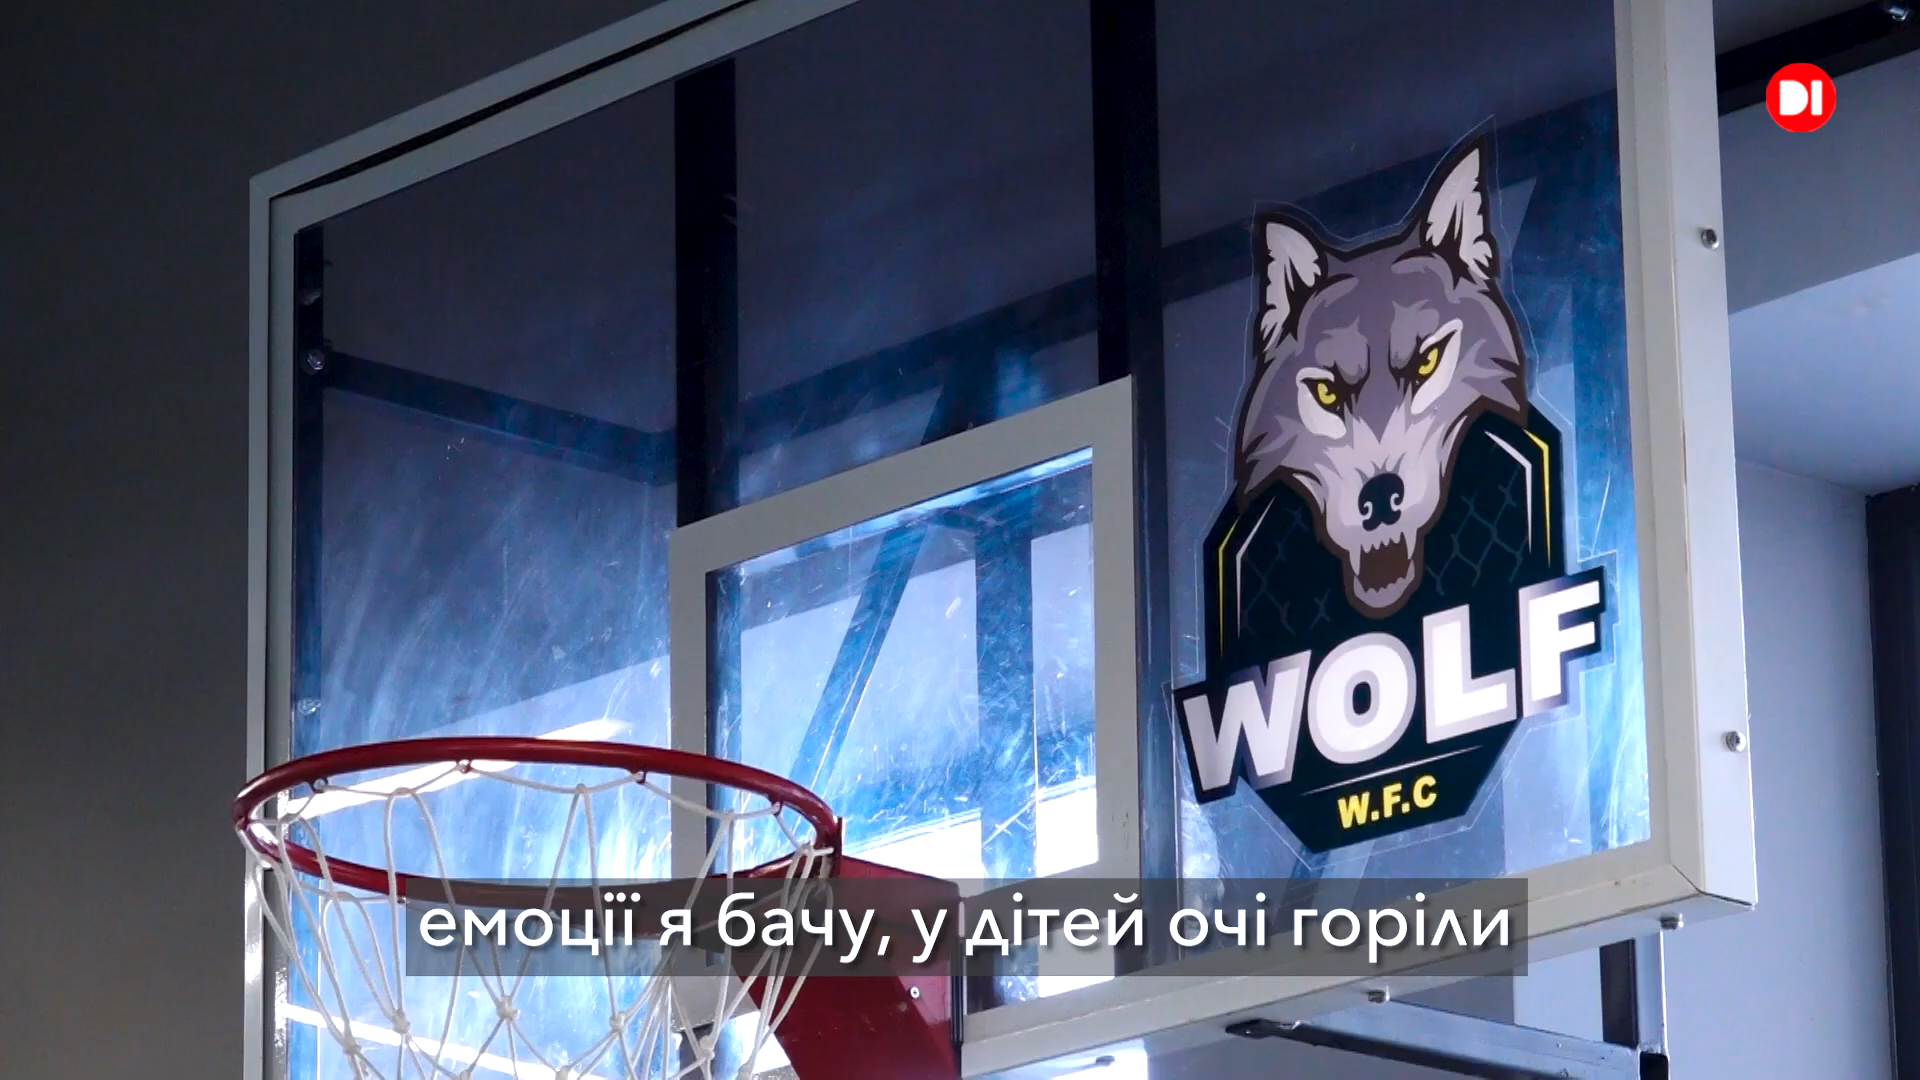 DI
WOLF
W.F.C
емоції я бачу, у дітей очі горіли